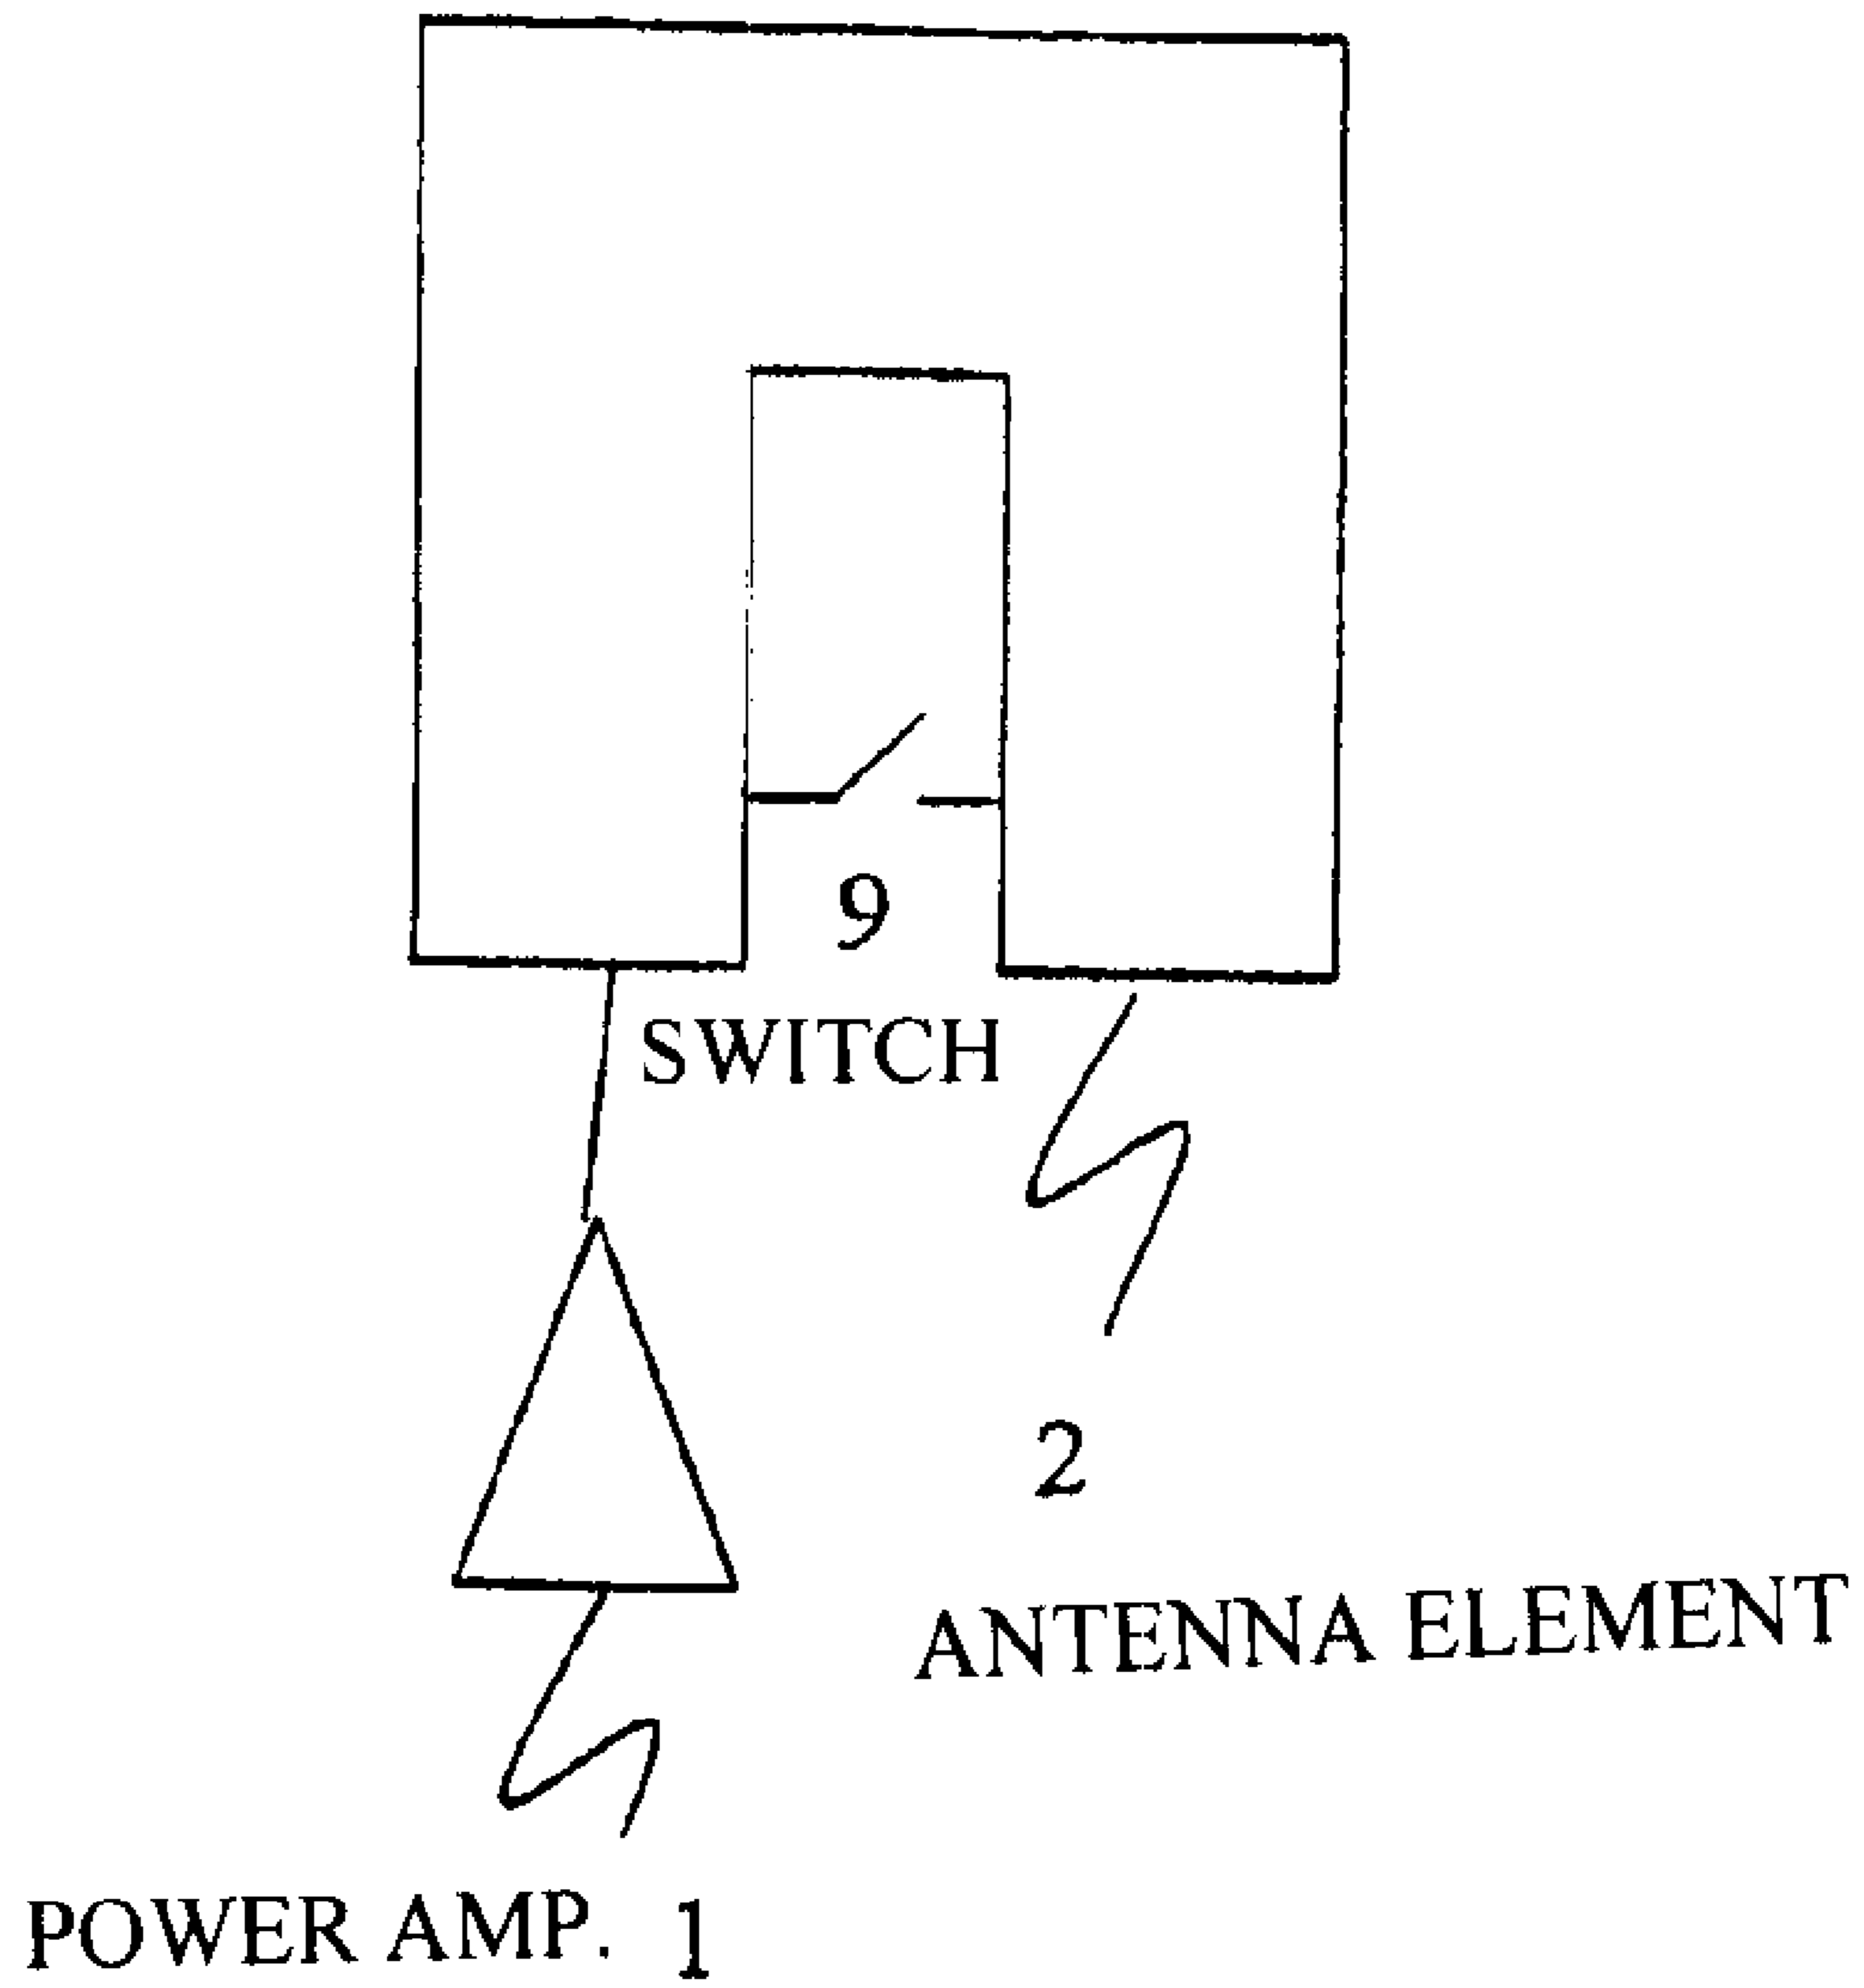 9
SWITCH
2
ANTENNA ELEMENT
POWER AMP. 1